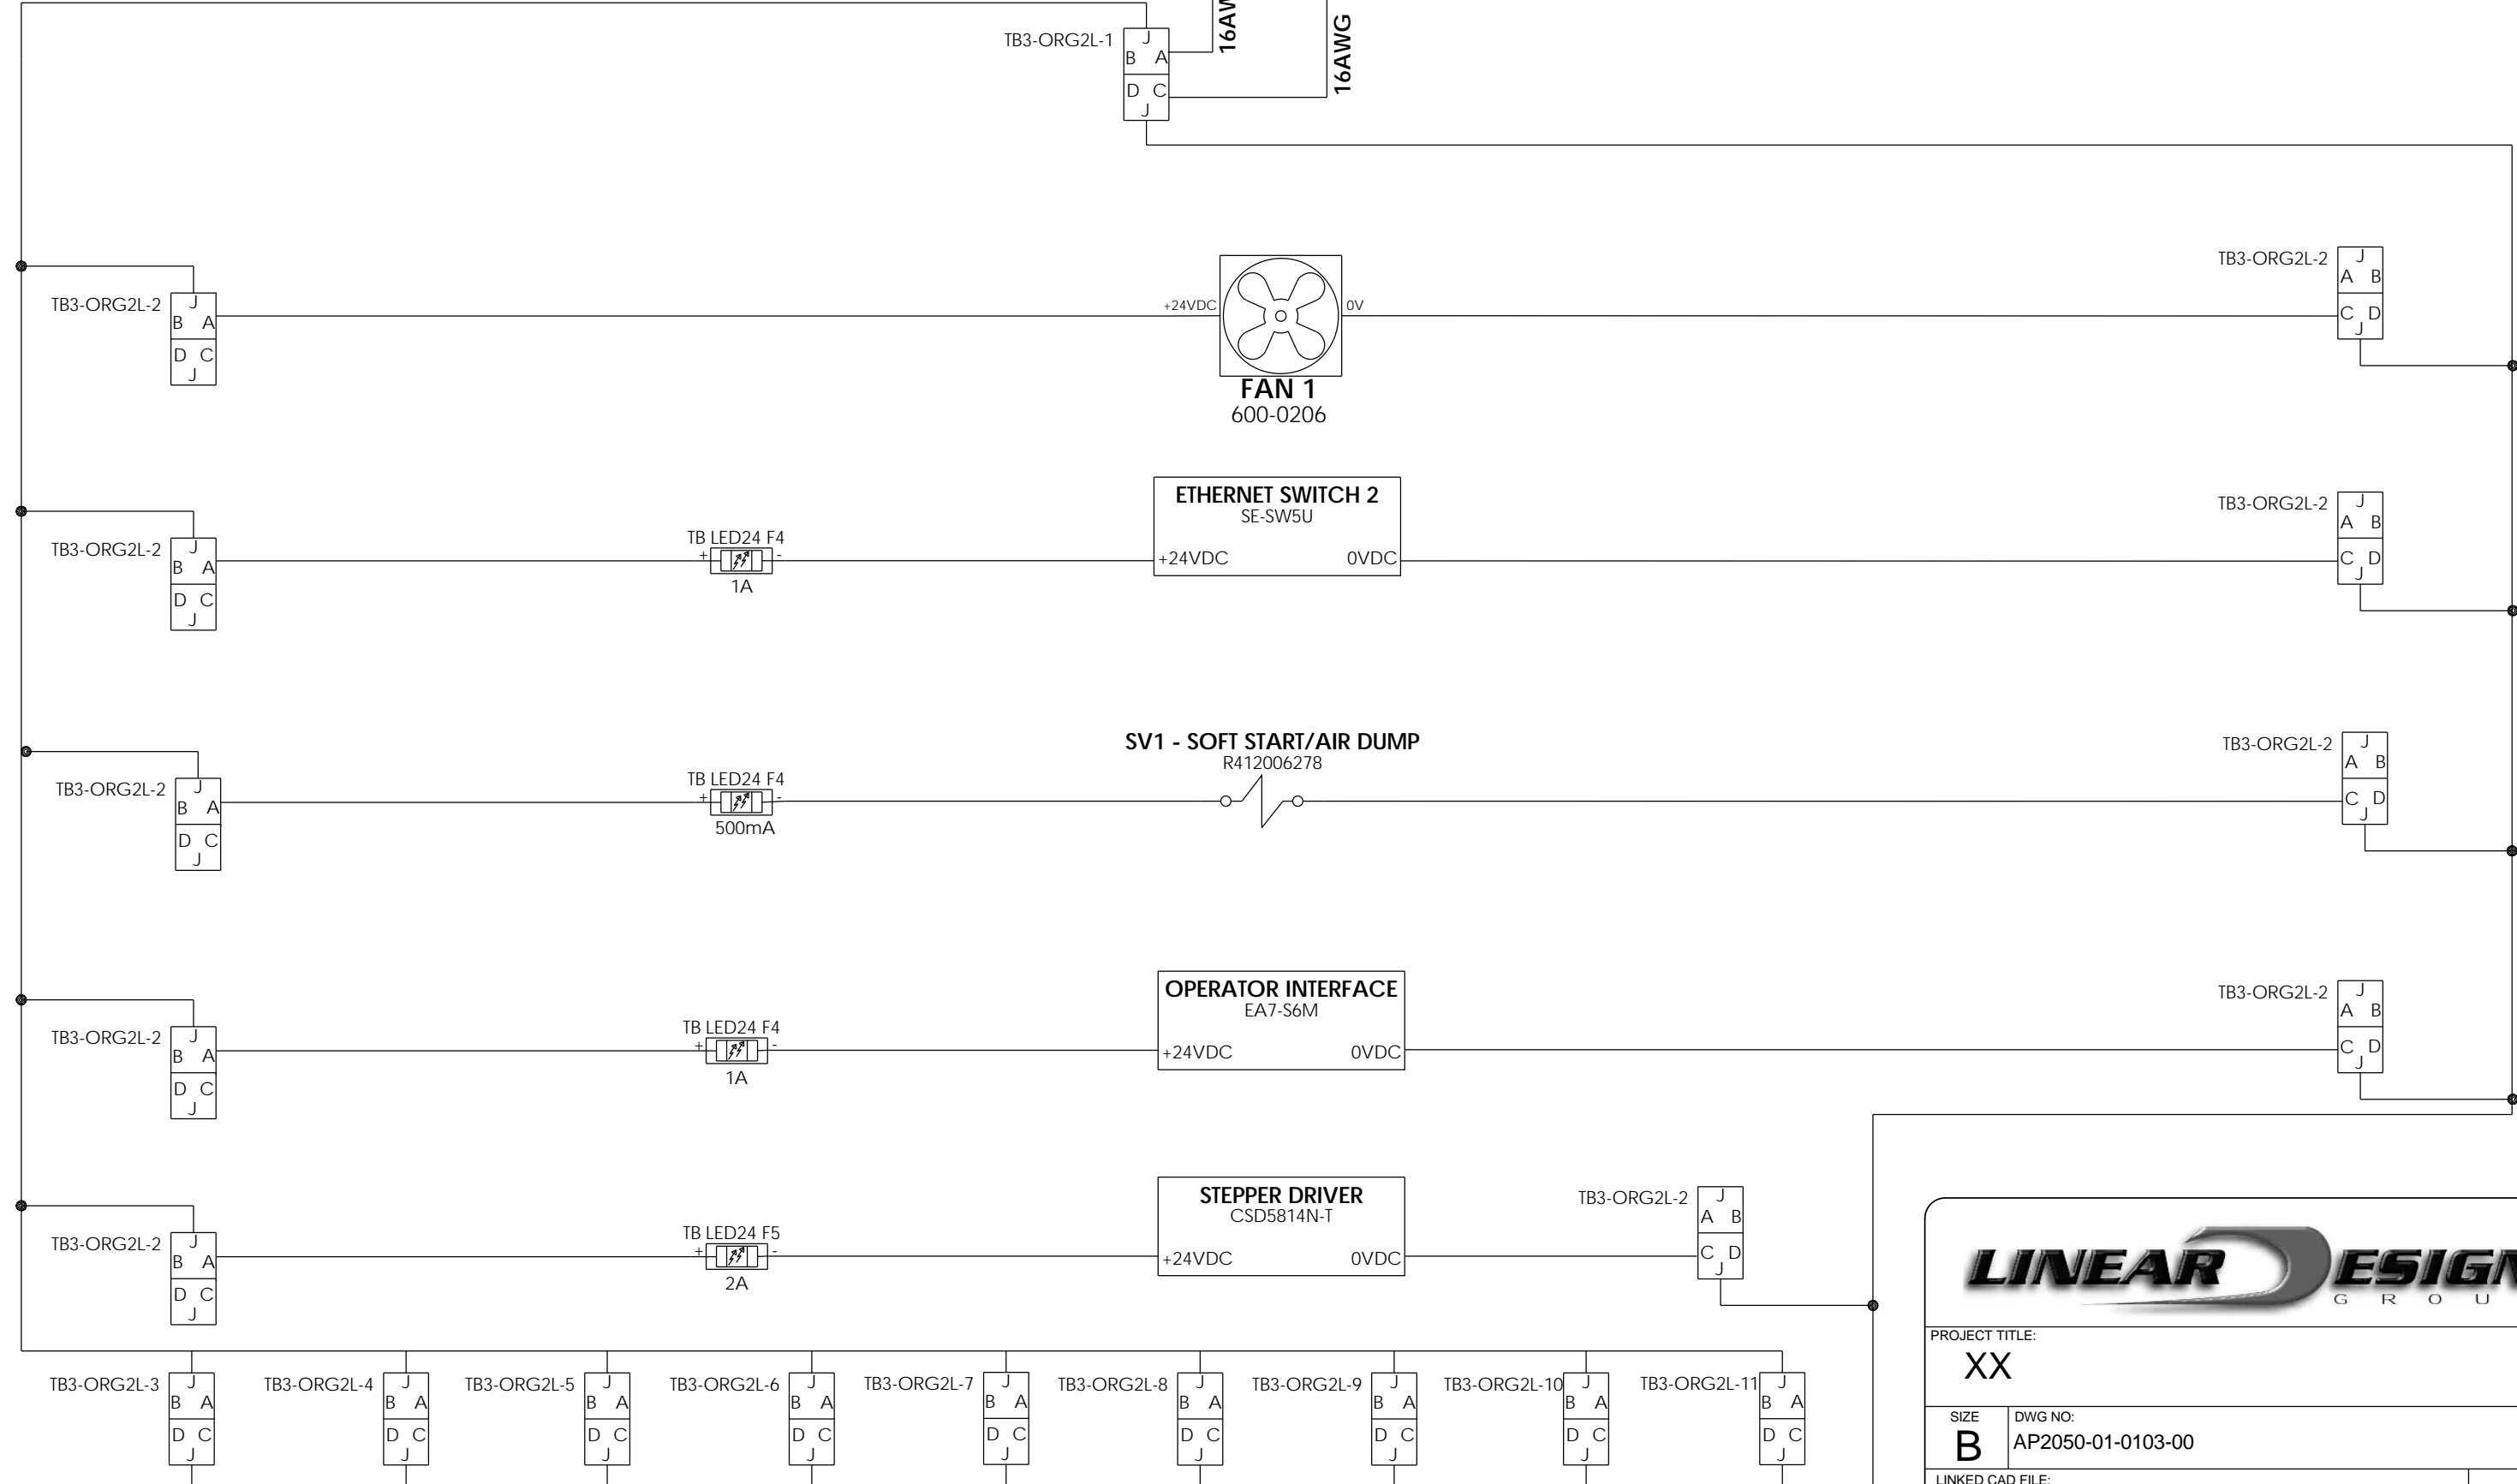 16AW
16AWG
TB3-ORG2L-1
J
B A
D C
J
TB3-ORG2L-2
J
A B
C D
J
TB3-ORG2L-2
J
B A
D C
J
+24VDC
0V
FAN 1
600-0206
ETHERNET SWITCH 2
SE-SW5U
+24VDC 0VDC
TB3-ORG2L-2
J
A B
C D
J
TB3-ORG2L-2
J
B A
D C
J
TB LED24 F4
+ -
1A
SV1 - SOFT START/AIR DUMP
R412006278
TB3-ORG2L-2
J
A B
C D
J
TB3-ORG2L-2
J
B A
D C
J
TB LED24 F4
+ -
500mA
OPERATOR INTERFACE
EA7-S6M
+24VDC 0VDC
TB3-ORG2L-2
J
A B
C D
J
TB3-ORG2L-2
J
B A
D C
J
TB LED24 F4
+ -
1A
STEPPER DRIVER
CSD5814N-T
+24VDC 0VDC
TB3-ORG2L-2
J
A B
C D
J
TB3-ORG2L-2
J
B A
D C
J
TB LED24 F5
+ -
2A
TB3-ORG2L-3
J
B A
D C
J
TB3-ORG2L-4
J
B A
D C
J
TB3-ORG2L-5
J
B A
D C
J
TB3-ORG2L-6
J
B A
D C
J
TB3-ORG2L-7
J
B A
D C
J
TB3-ORG2L-8
J
B A
D C
J
TB3-ORG2L-9
J
B A
D C
J
TB3-ORG2L-10
J
B A
D C
J
TB3-ORG2L-11
J
B A
D C
J
LINEAR DESIGN
GROU
PROJECT TITLE:
XX
SIZE
B
DWG NO:
AP2050-01-0103-00
LINKED CAD FILE: